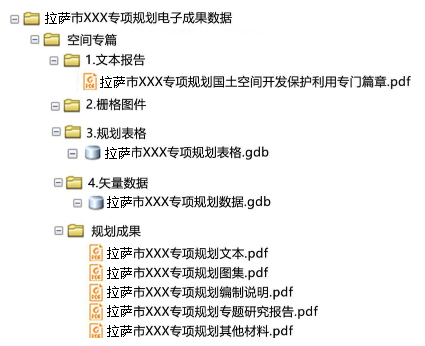 拉萨市XXX专项规划电子成果数据
空间专篇
1.文本报告
拉萨市XXX专项规划国土空间开发保护利用专门篇章.pdf
2.栅格图件
3.规划表格
拉萨市XXX专项规划表格.gdb
4.矢量数据
拉萨市XXX专项规划数据.gdb
规划成果
拉萨市XXX专项规划文本.pdf
拉萨市XXX专项规划图集.pdf
拉萨市XXX专项规划编制说明.pdf
拉萨市XXX专项规划专题研究报告.pdf
拉萨市XXX专项规划其他材料.pdf